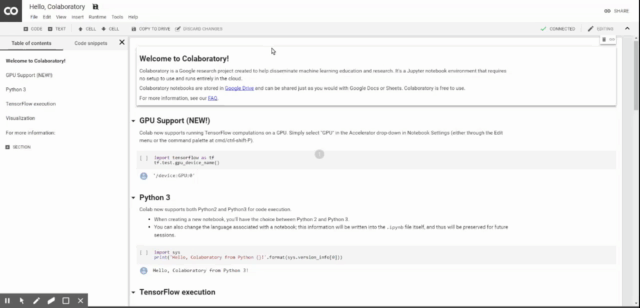 Hello, Colaboratory
File Edit View Insert Runtime Tools Help
SHARE
CODE TEXT CELL CELL COPY TO DRIVE DISCARD CHANGES
CONNECTED
EDITING
Table of contents Code snippets
Welcome to Colaboratory!
GPU Support (NEW!)
Python 3
TensorFlow execution
Visualization
For more information:
SECTION
Welcome to Colaboratory!
Colaboratory is a Google research project created to help disseminate machine learning education and research. It's a Jupyter notebook environment that requires
no setup to use and runs entirely in the cloud.
Colaboratory notebooks are stored in Google Drive and can be shared just as you would with Google Docs or Sheets. Colaboratory is free to use.
For more information, see our FAQ.
GPU Support (NEW!)
Colab now supports running TensorFlow computations on a GPU. Simply select "GPU" in the Accelerator drop-down in Notebook Settings (either through the Edit
menu or the command palette at cmd/ctrl-shift-P).
[ ] import tensorflow as tf
tf.test.gpu_device_name()
'/device:GPU:0'
Python 3
Colab now supports both Python2 and Python3 for code execution.
• When creating a new notebook, you'll have the choice between Python 2 and Python 3.
• You can also change the language associated with a notebook; this information will be written into the .ipynb file itself, and thus will be preserved for future
sessions.
[ ] import sys
print('Hello, Colaboratory from Python {}!'.format(sys.version_info[0]))
Hello, Colaboratory from Python 3!
TensorFlow execution